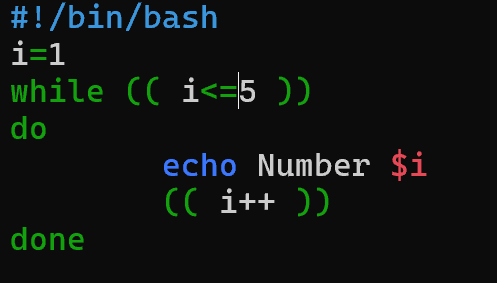 #!/bin/bash
i=1
while (( i<=5 ))
do
        echo Number $i
        (( i++ ))
done